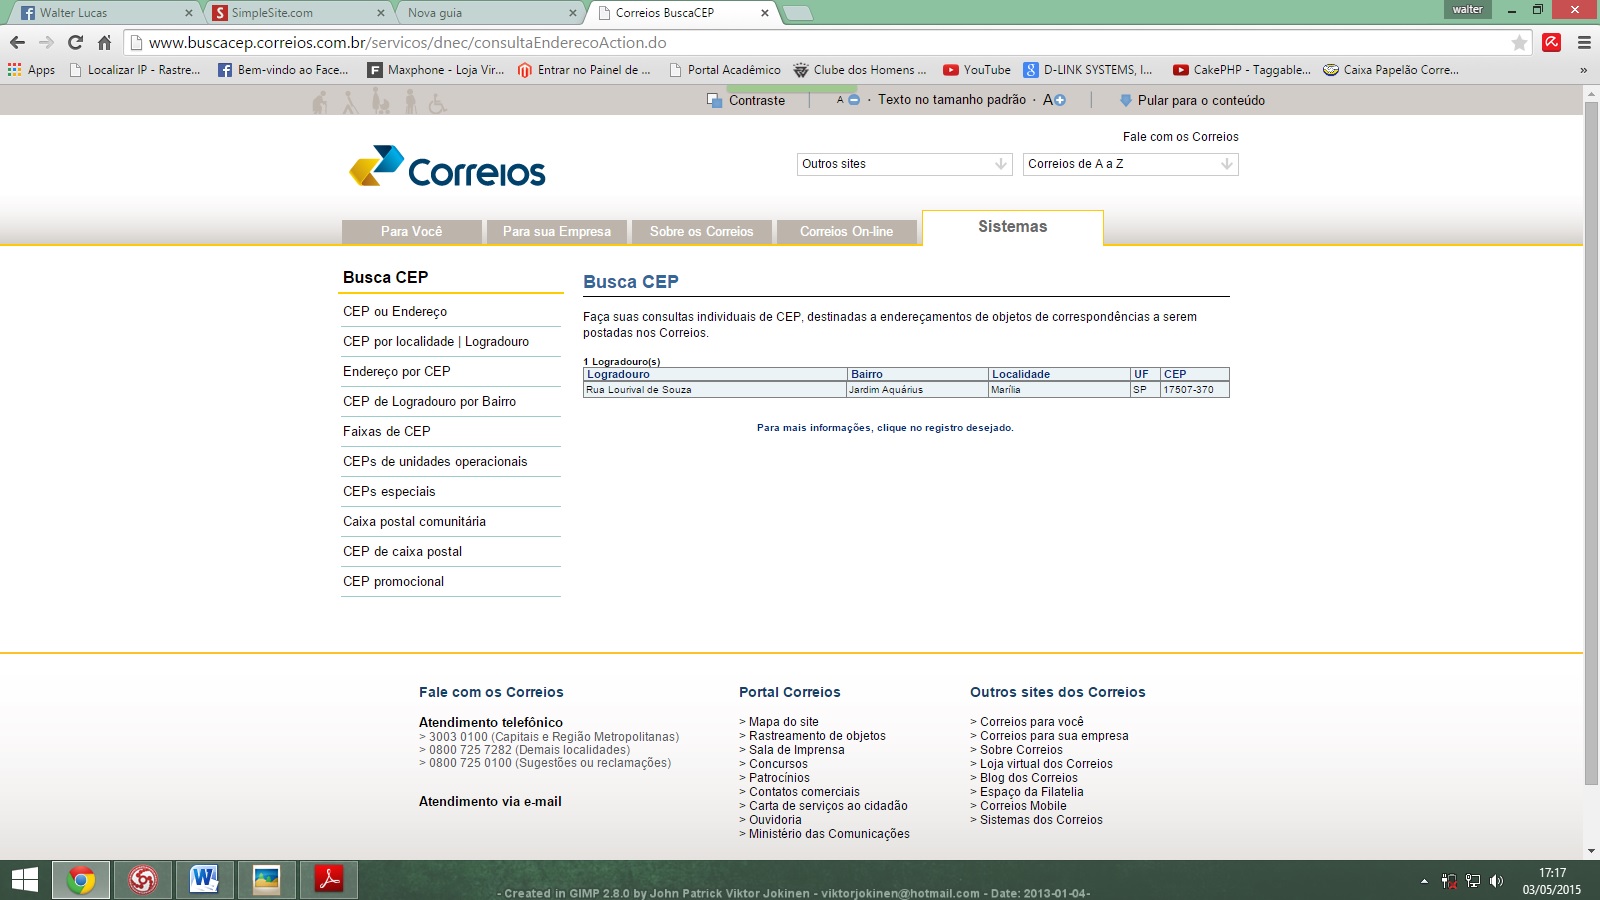 Walter Lucas
SimpleSite.com
Nova guia
Correios BuscaCEP
walter
www.buscacep.correios.com.br/servicos/dnec/consultaEnderecoAction.do
Apps
Localizar IP - Rastre...
Bem-vindo ao Face...
Maxphone - Loja Vir...
Entrar no Painel de ...
Portal Acadêmico
Clube dos Homens ...
YouTube
D-LINK SYSTEMS, I...
CakePHP - Taggable...
Caixa Papelão Corre...
»
Contraste
A · Texto no tamanho padrão · A
Pular para o conteúdo
Fale com os Correios
Correios
Outros sites
Correios de A a Z
Para Você
Para sua Empresa
Sobre os Correios
Correios On-line
Sistemas
Busca CEP
CEP ou Endereço
CEP por localidade | Logradouro
Endereço por CEP
CEP de Logradouro por Bairro
Faixas de CEP
CEPs de unidades operacionais
CEPs especiais
Caixa postal comunitária
CEP de caixa postal
CEP promocional
Busca CEP
Faça suas consultas individuais de CEP, destinadas a endereçamentos de objetos de correspondências a serem
postadas nos Correios.
1 Logradouro(s)
Logradouro Bairro Localidade UF CEP
Rua Lourival de Souza Jardim Aquárius Marília SP 17507-370
Para mais informações, clique no registro desejado.
Fale com os Correios
Atendimento telefônico
> 3003 0100 (Capitais e Região Metropolitanas)
> 0800 725 7282 (Demais localidades)
> 0800 725 0100 (Sugestões ou reclamações)
Atendimento via e-mail
Portal Correios
> Mapa do site
> Rastreamento de objetos
> Sala de Imprensa
> Concursos
> Patrocínios
> Contatos comerciais
> Carta de serviços ao cidadão
> Ouvidoria
> Ministério das Comunicações
Outros sites dos Correios
> Correios para você
> Correios para sua empresa
> Sobre Correios
> Loja virtual dos Correios
> Blog dos Correios
> Espaço da Filatelia
> Correios Mobile
> Sistemas dos Correios
- Created in GIMP 2.8.0 by John Patrick Viktor Jokinen - viktorjokinen@hotmail.com - Date: 2013-01-04-
17:17
03/05/2015